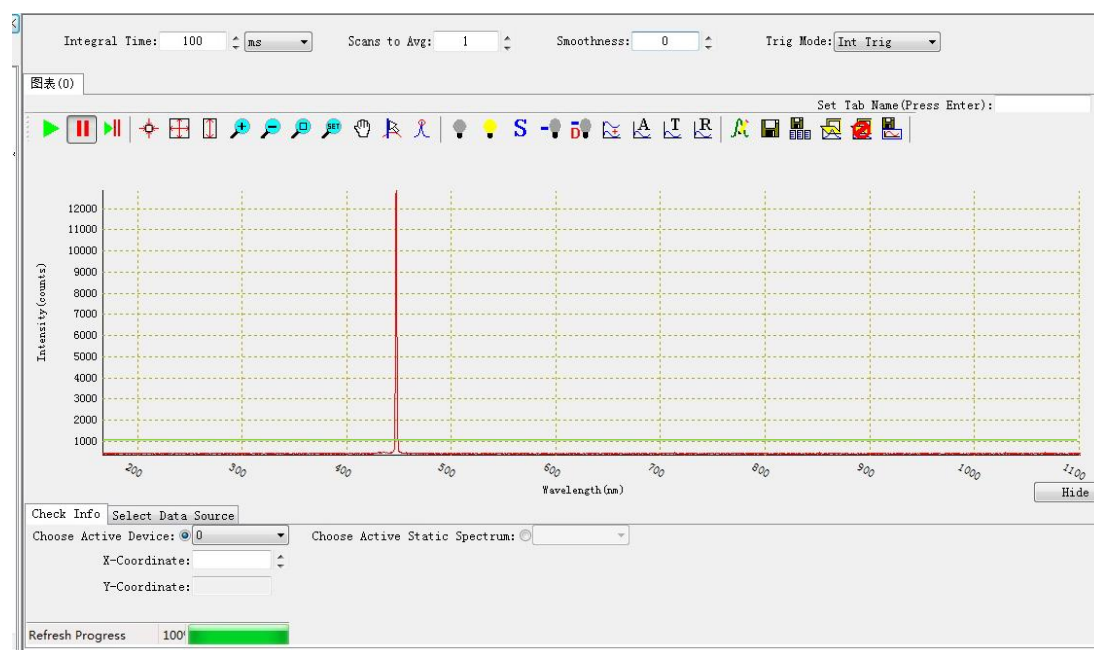 Integral Time: 100 ms Scans to Avg: 1 Smoothness: 0 Trig Mode: Int Trig
图表(0)
Set Tab Name(Press Enter):
SET S D A T R
12000
11000
10000
9000
8000
7000
6000
5000
4000
3000
2000
1000
Intensity(counts)
200 300 400 500 600 700 800 900 1000 1100
Wavelength(nm)
Hide
Check Info Select Data Source
Choose Active Device: 0 Choose Active Static Spectrum:
X-Coordinate:
Y-Coordinate:
Refresh Progress 100%